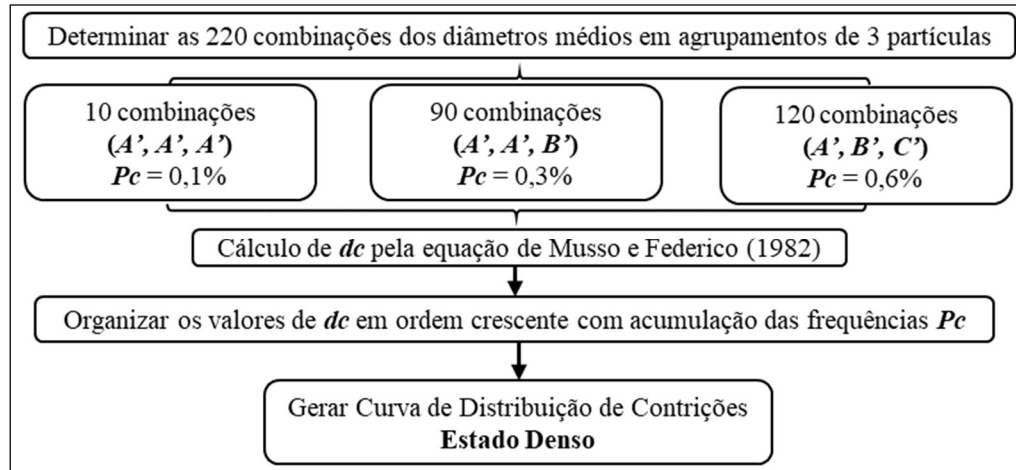 Determinar as 220 combinações dos diâmetros médios em agrupamentos de 3 partículas
10 combinações
(A’, A’, A’)
Pc = 0,1%
90 combinações
(A’, A’, B’)
Pc = 0,3%
120 combinações
(A’, B’, C’)
Pc = 0,6%
Cálculo de dc pela equação de Musso e Federico (1982)
Organizar os valores de dc em ordem crescente com acumulação das frequências Pc
Gerar Curva de Distribuição de Contrições
Estado Denso